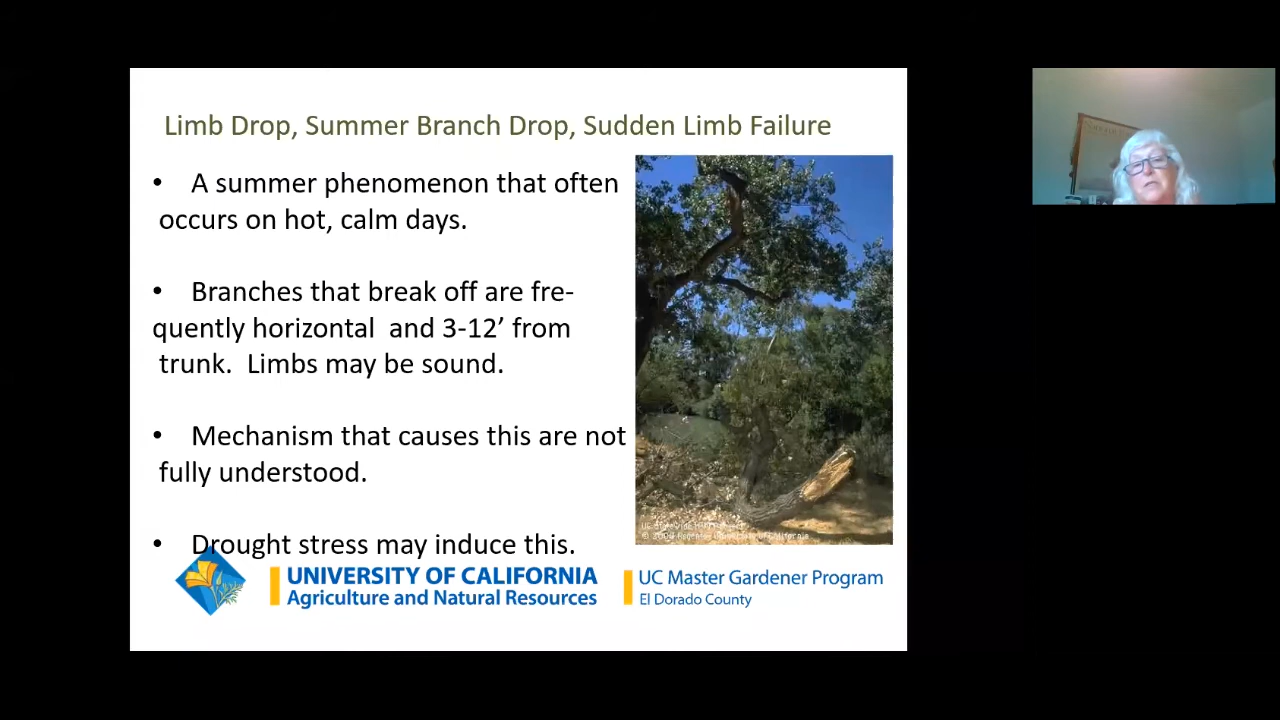 Limb Drop, Summer Branch Drop, Sudden Limb Failure
• A summer phenomenon that often
occurs on hot, calm days.
• Branches that break off are fre-
quently horizontal and 3-12’ from
trunk. Limbs may be sound.
• Mechanism that causes this are not
fully understood.
• Drought stress may induce this.
UNIVERSITY OF CALIFORNIA
Agriculture and Natural Resources
UC Master Gardener Program
El Dorado County